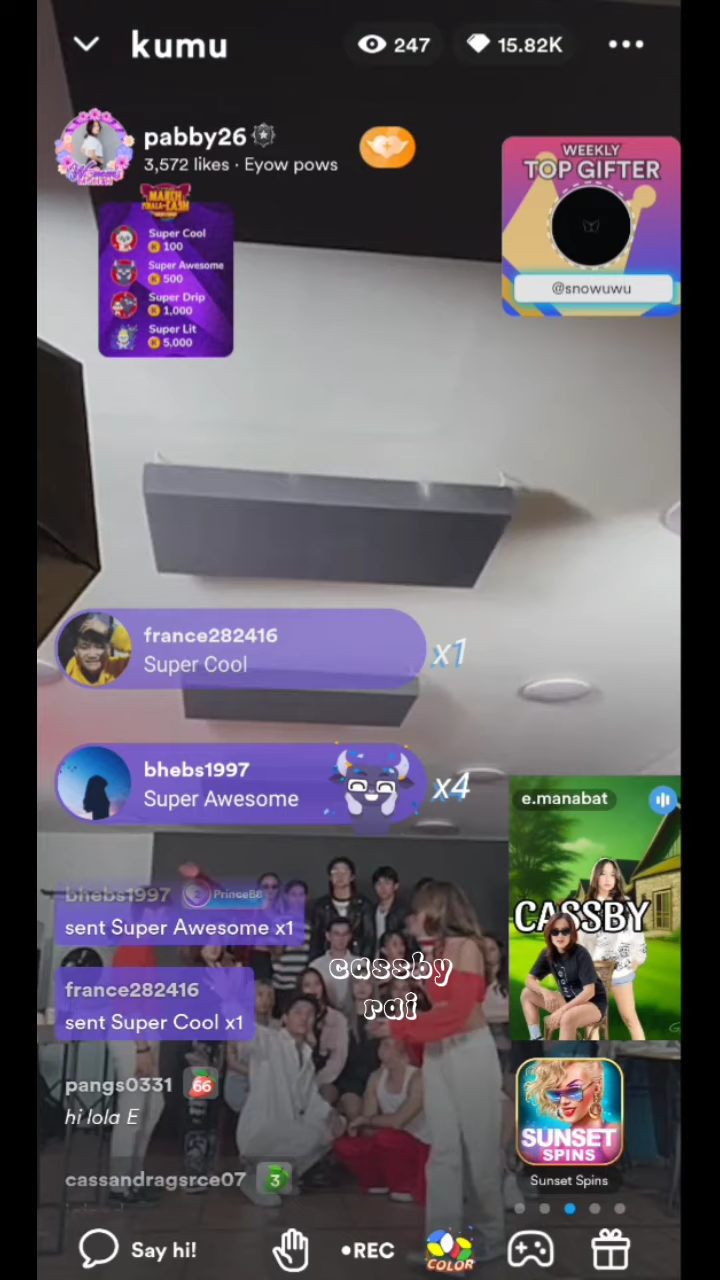 kumu
247
15.82K
pabby26
3,572 likes · Eyow pows
WEEKLY
TOP GIFTER
@snowuwu
MARCH
Super Cool
100
Super Awesome
500
Super Drip
1,000
Super Lit
5,000
france282416
Super Cool
x1
bhebs1997
Super Awesome
x4
e.manabat
CASSBY
bhebs1997
sent Super Awesome x1
france282416
sent Super Cool x1
cassby
rai
pangs0331 66
hi lola E
cassandragsrce07 3
SUNSET
SPINS
Sunset Spins
Say hi!
•REC
COLOR